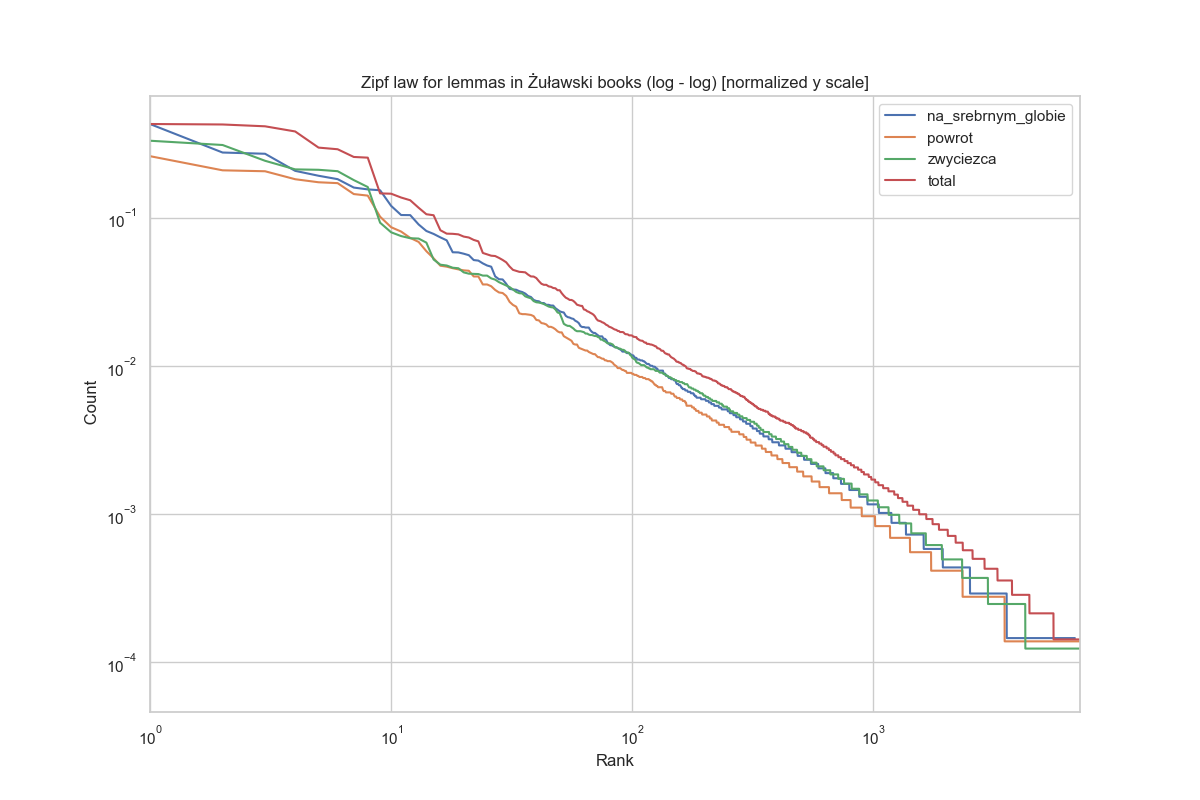 Zipf law for lemmas in Żuławski books (log - log) [normalized y scale]
na_srebrnym_globie
powrot
zwyciezca
total
Count
10^−1
10^−2
10^−3
10^−4
10^0 10^1 10^2 10^3
Rank